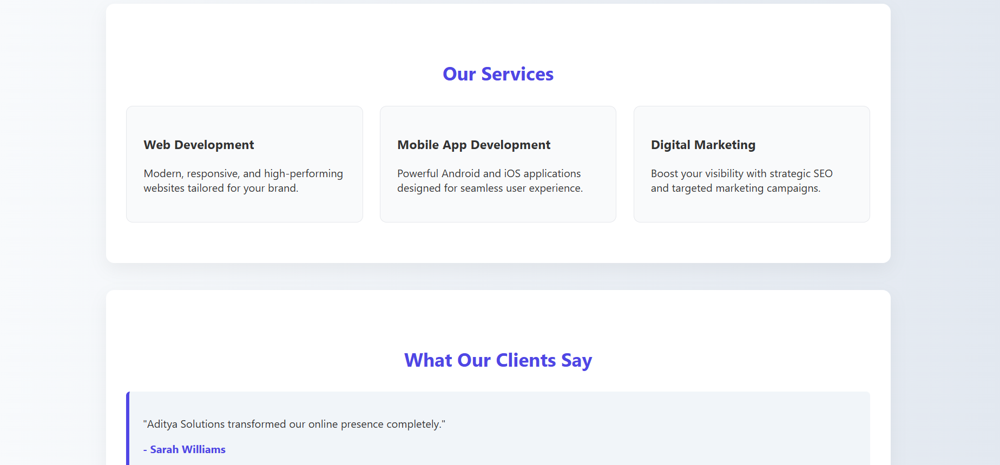 Our Services
Web Development
Modern, responsive, and high-performing
websites tailored for your brand.
Mobile App Development
Powerful Android and iOS applications
designed for seamless user experience.
Digital Marketing
Boost your visibility with strategic SEO
and targeted marketing campaigns.
What Our Clients Say
"Aditya Solutions transformed our online presence completely."
- Sarah Williams